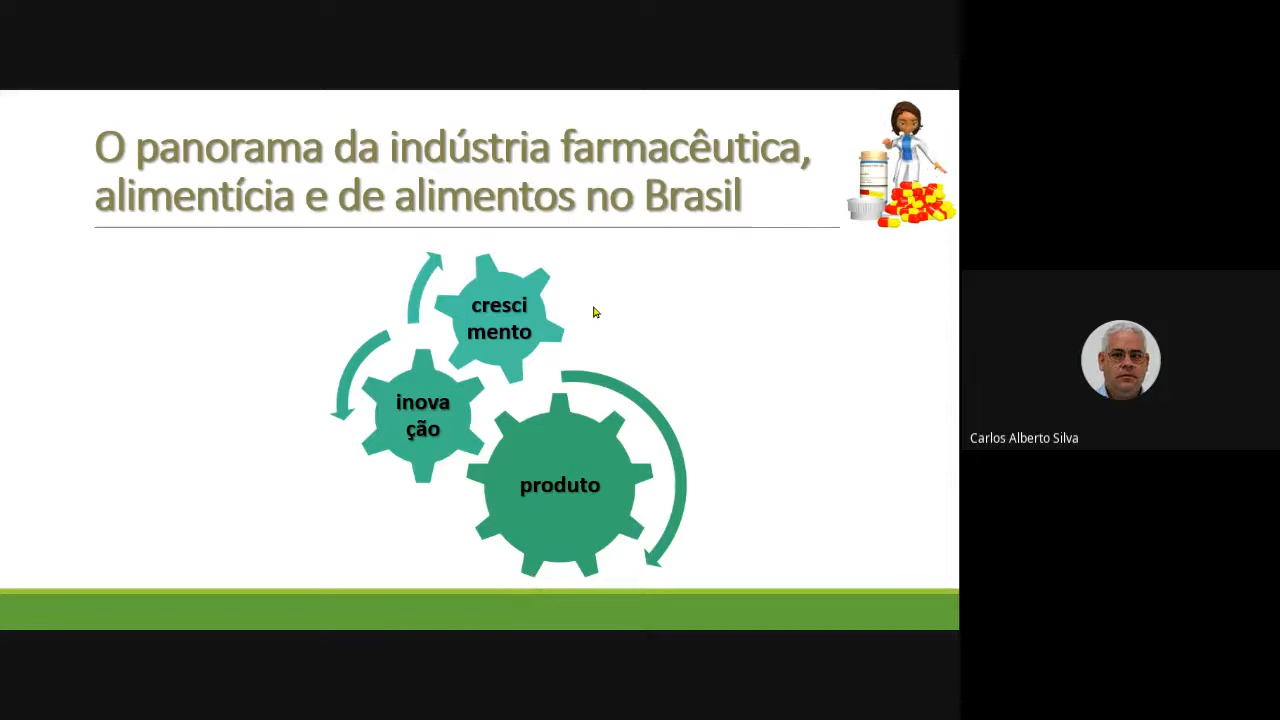 O panorama da indústria farmacêutica,
alimentícia e de alimentos no Brasil
cresci
mento
inova
ção
produto
Carlos Alberto Silva